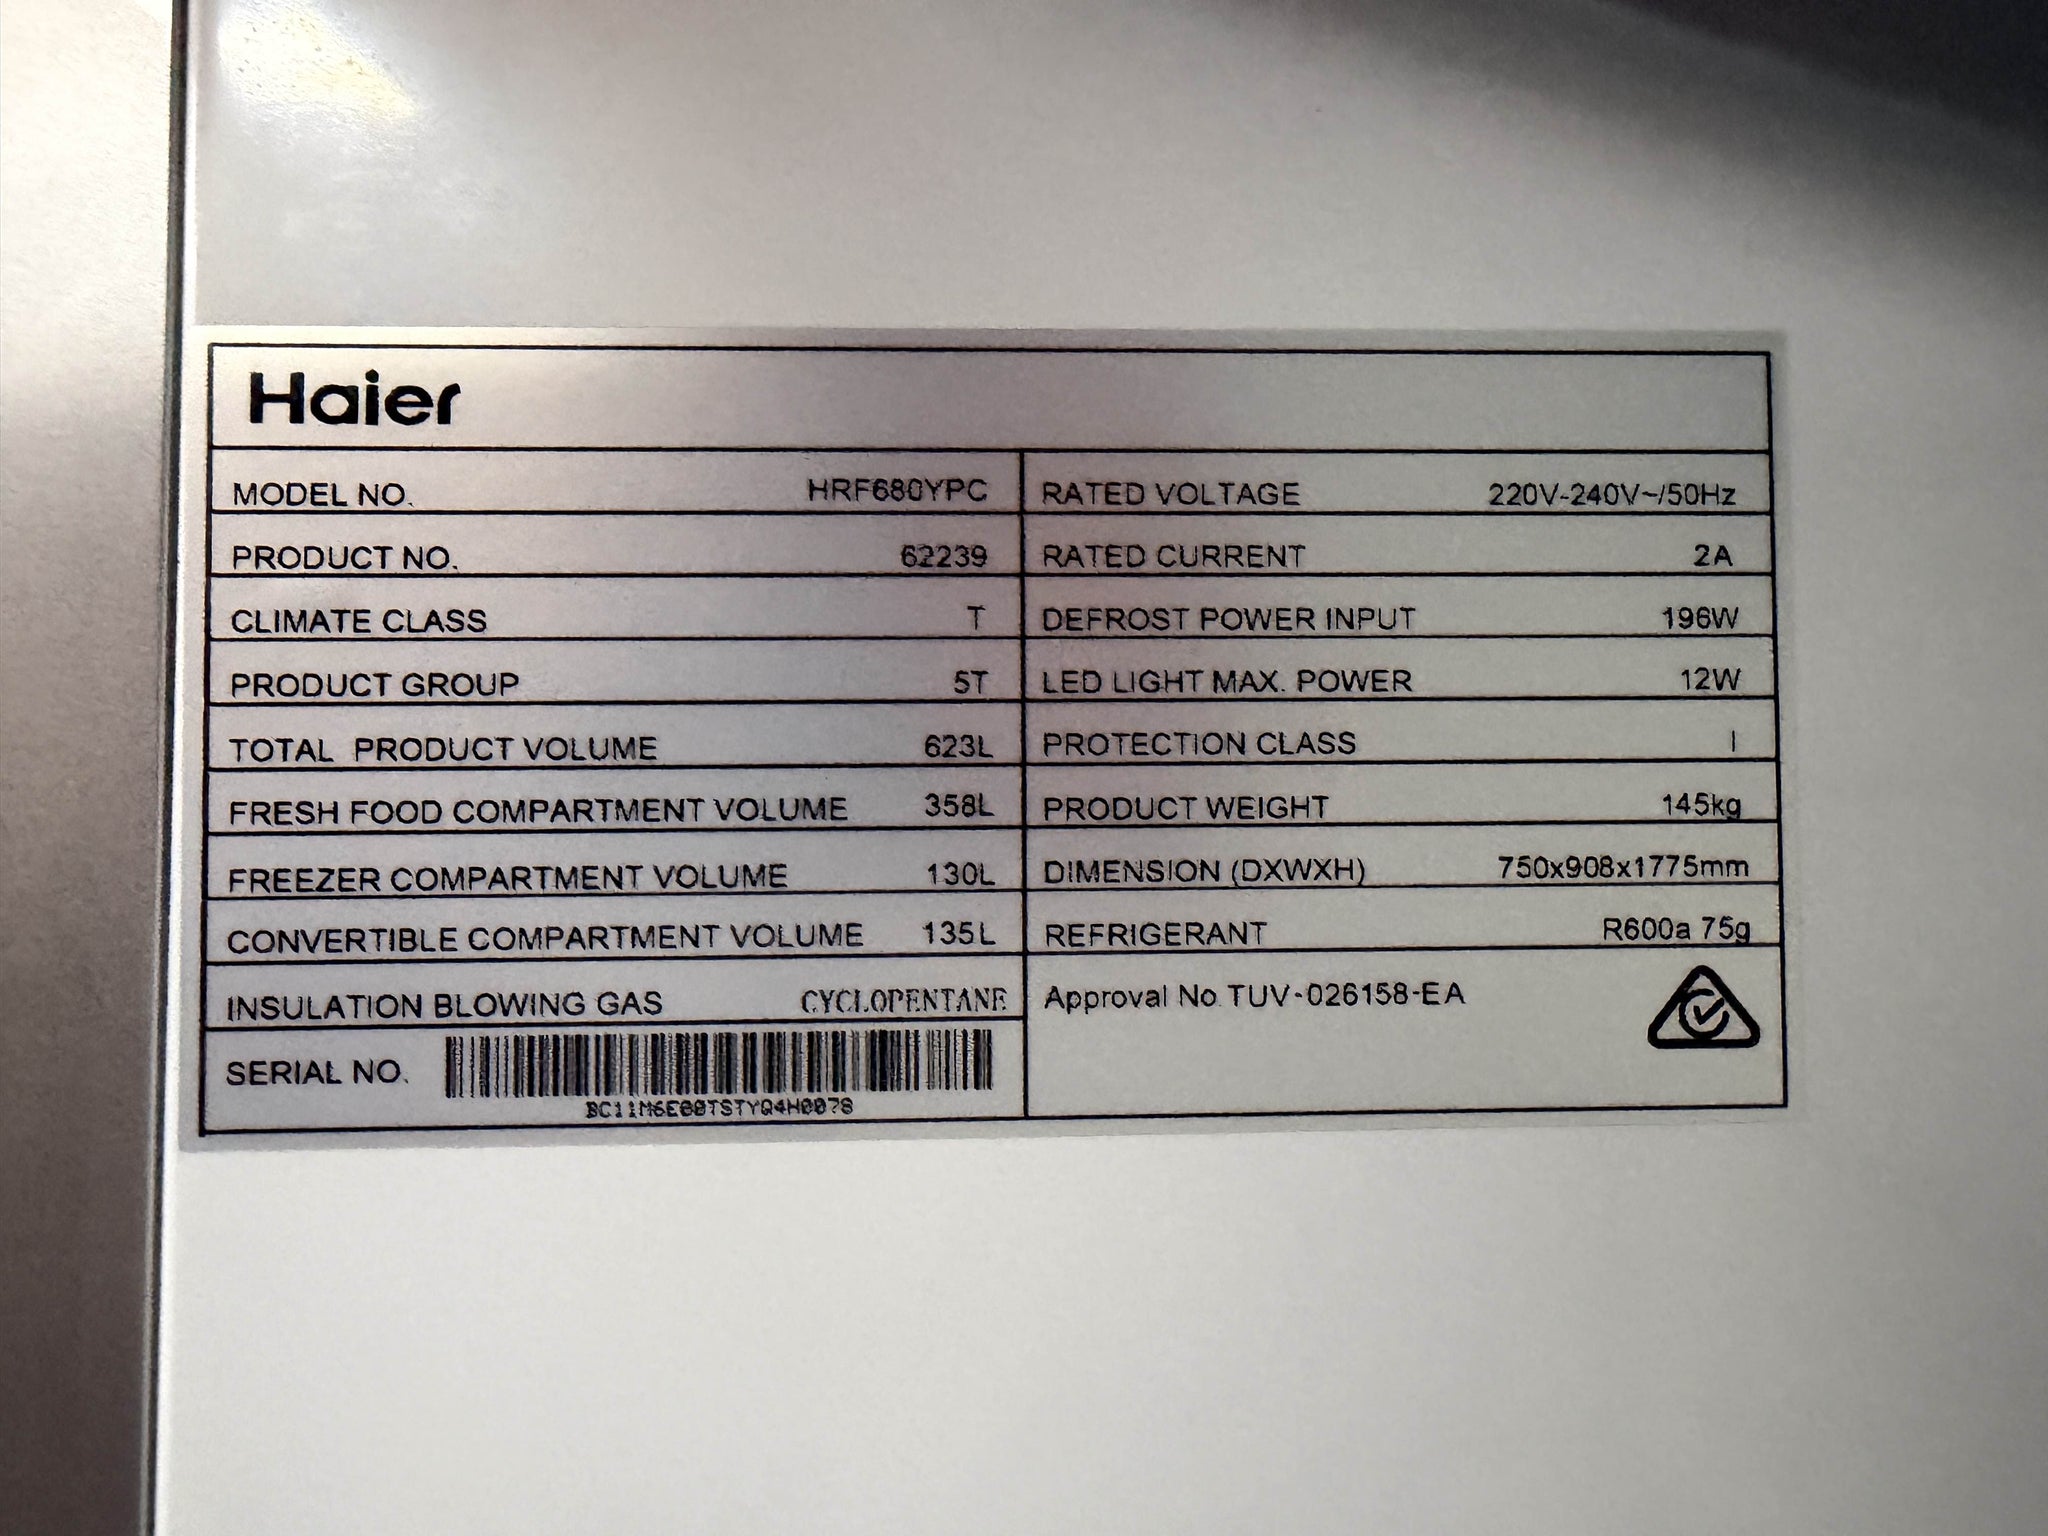 Haier
MODEL NO. HRF680YPC
PRODUCT NO. 62239
CLIMATE CLASS T
PRODUCT GROUP 5T
TOTAL PRODUCT VOLUME 623L
FRESH FOOD COMPARTMENT VOLUME 358L
FREEZER COMPARTMENT VOLUME 130L
CONVERTIBLE COMPARTMENT VOLUME 135L
INSULATION BLOWING GAS CYCLOPENTANE
SERIAL NO.
RATED VOLTAGE 220V-240V~/50Hz
RATED CURRENT 2A
DEFROST POWER INPUT 196W
LED LIGHT MAX. POWER 12W
PROTECTION CLASS I
PRODUCT WEIGHT 145kg
DIMENSION (DXWXH) 750x908x1775mm
REFRIGERANT R600a 75g
Approval No. TUV-026158-EA